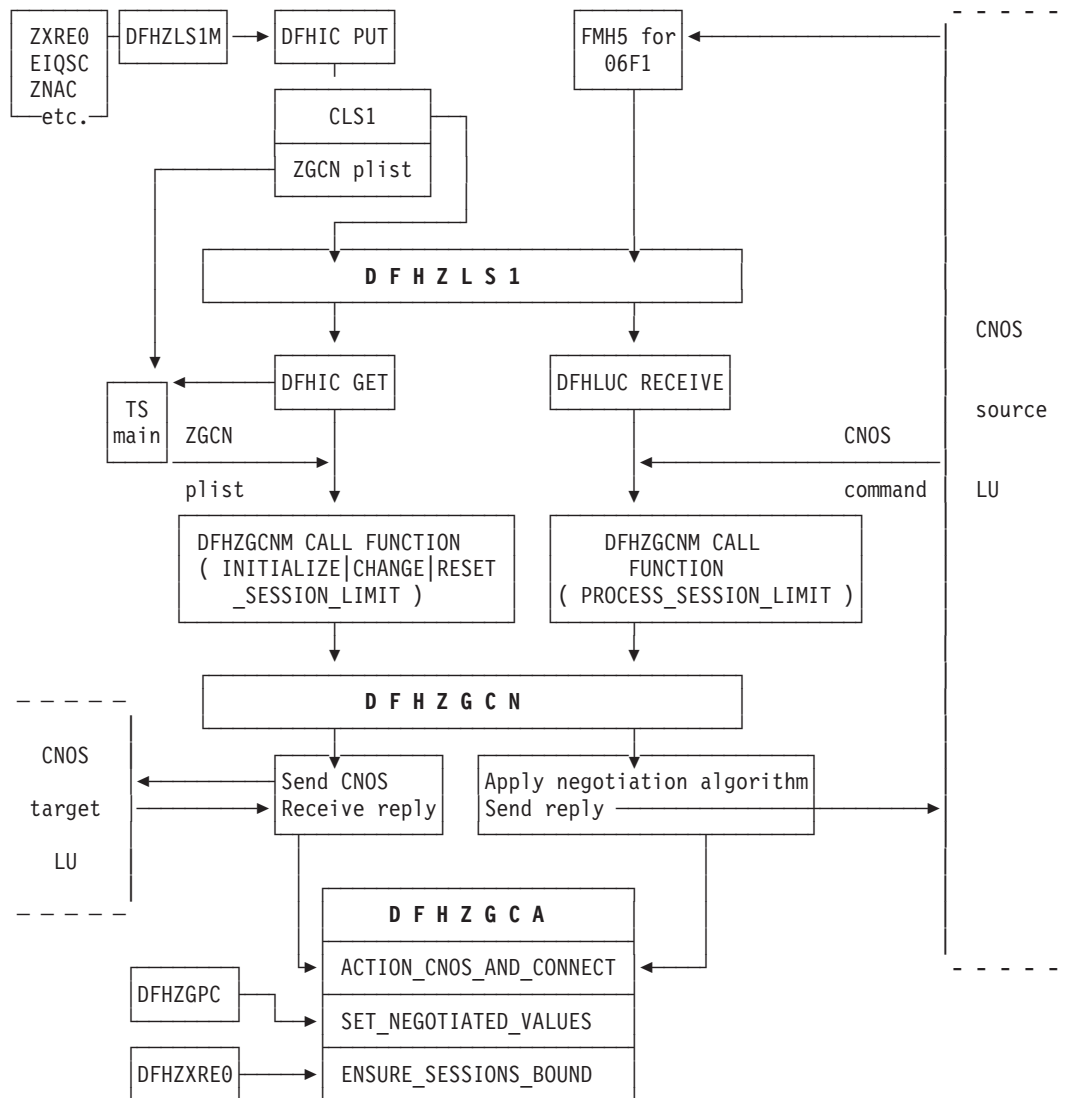 ZXRE0
EIQSC
ZNAC
etc.
DFHZLS1M
DFHIC PUT
FMH5 for
06F1
CLS1
ZGCN plist
D F H Z L S 1
CNOS
source
LU
DFHIC GET
DFHLUC RECEIVE
TS
main
ZGCN
plist
CNOS
command
DFHZGCNM CALL FUNCTION
( INITIALIZE|CHANGE|RESET
_SESSION_LIMIT )
DFHZGCNM CALL
FUNCTION
( PROCESS_SESSION_LIMIT )
D F H Z G C N
CNOS
target
LU
Send CNOS
Receive reply
Apply negotiation algorithm
Send reply
D F H Z G C A
ACTION_CNOS_AND_CONNECT
DFHZGPC
SET_NEGOTIATED_VALUES
DFHZXRE0
ENSURE_SESSIONS_BOUND